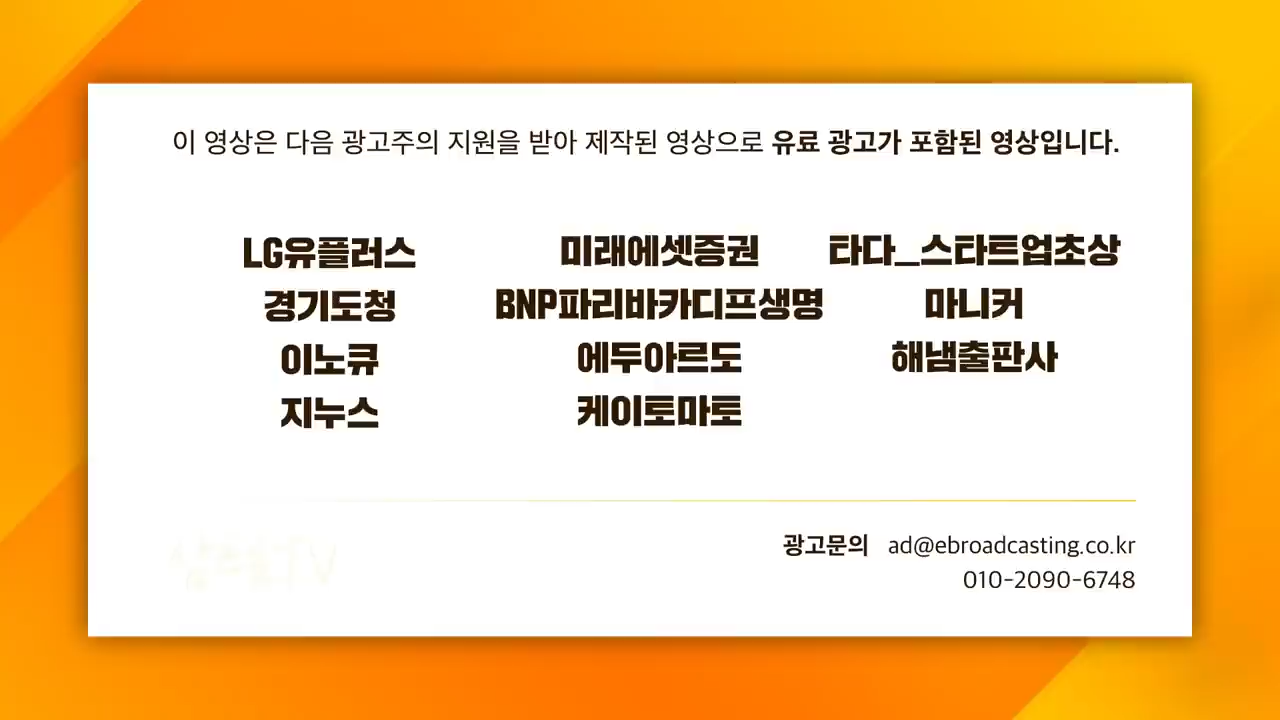 이 영상은 다음 광고주의 지원을 받아 제작된 영상으로 유료 광고가 포함된 영상입니다.
LG유플러스 미래에셋증권 타다_스타트업초상
경기도청 BNP파리바카디프생명 마니커
이노큐 에두아르도 해냄출판사
지누스 케이토마토
광고문의 ad@ebroadcasting.co.kr
010-2090-6748